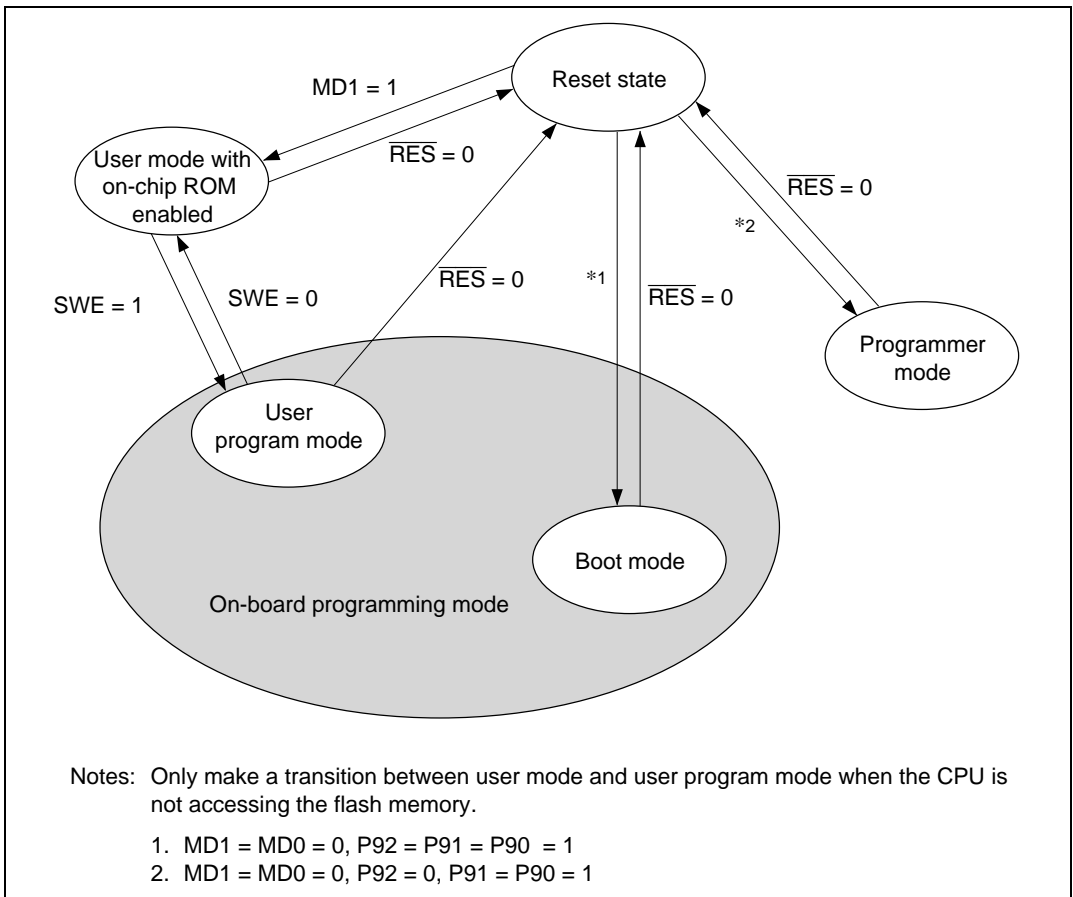 Reset state
MD1 = 1
RES = 0
User mode with
on-chip ROM
enabled
RES = 0
*2
RES = 0
*1
RES = 0
SWE = 1
SWE = 0
Programmer
mode
User
program mode
Boot mode
On-board programming mode
Notes: Only make a transition between user mode and user program mode when the CPU is
not accessing the flash memory.
1. MD1 = MD0 = 0, P92 = P91 = P90 = 1
2. MD1 = MD0 = 0, P92 = 0, P91 = P90 = 1